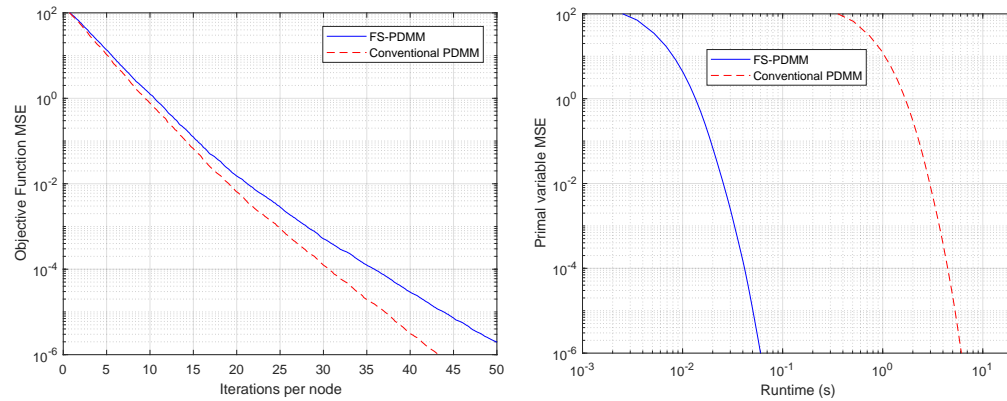 10^2
10^0
10^-2
10^-4
10^-6
Objective Function MSE
FS-PDMM
Conventional PDMM
0 5 10 15 20 25 30 35 40 45 50
Iterations per node
10^2
10^0
10^-2
10^-4
10^-6
Primal variable MSE
FS-PDMM
Conventional PDMM
10^-3 10^-2 10^-1 10^0 10^1
Runtime (s)